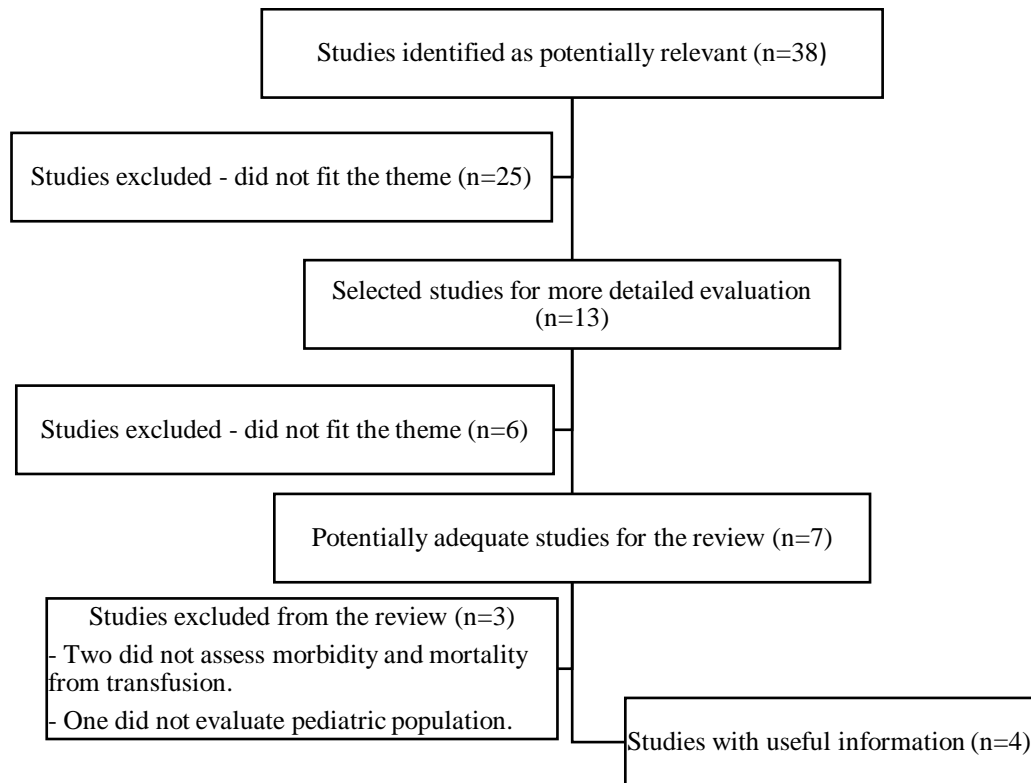 Studies identified as potentially relevant (n=38)
Studies excluded - did not fit the theme (n=25)
Selected studies for more detailed evaluation
(n=13)
Studies excluded - did not fit the theme (n=6)
Potentially adequate studies for the review (n=7)
Studies excluded from the review (n=3)
- Two did not assess morbidity and mortality
from transfusion.
- One did not evaluate pediatric population.
Studies with useful information (n=4)